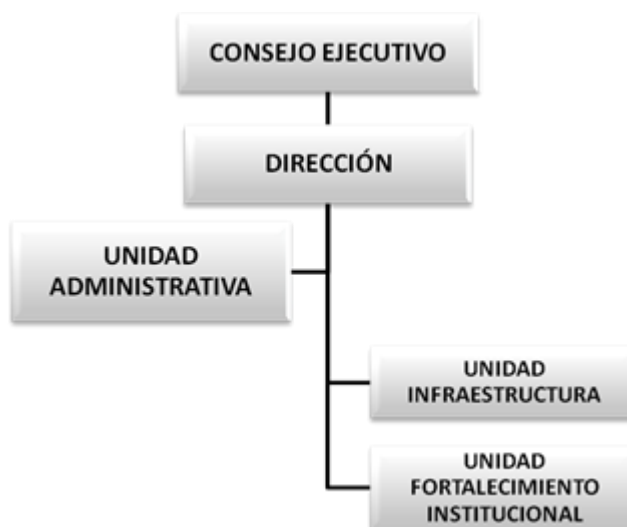 CONSEJO EJECUTIVO
DIRECCIÓN
UNIDAD
ADMINISTRATIVA
UNIDAD
INFRAESTRUCTURA
UNIDAD
FORTALECIMIENTO
INSTITUCIONAL